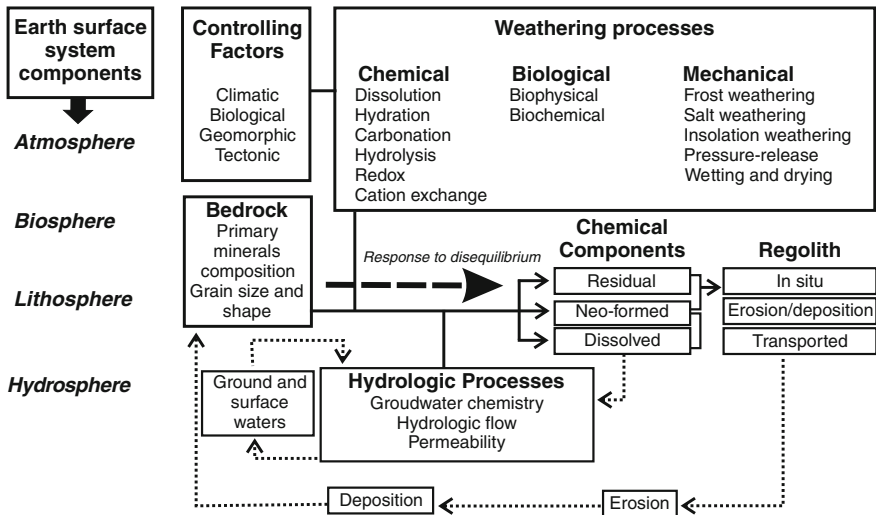 Earth surface
system
components
Atmosphere
Biosphere
Lithosphere
Hydrosphere
Controlling
Factors
Climatic
Biological
Geomorphic
Tectonic
Weathering processes
Chemical
Dissolution
Hydration
Carbonation
Hydrolysis
Redox
Cation exchange
Biological
Biophysical
Biochemical
Mechanical
Frost weathering
Salt weathering
Insolation weathering
Pressure-release
Wetting and drying
Bedrock
Primary
minerals
composition
Grain size and
shape
Response to disequilibrium
Chemical
Components
Residual
Neo-formed
Dissolved
Regolith
In situ
Erosion/deposition
Transported
Ground and
surface
waters
Hydrologic Processes
Groudwater chemistry
Hydrologic flow
Permeability
Deposition
Erosion